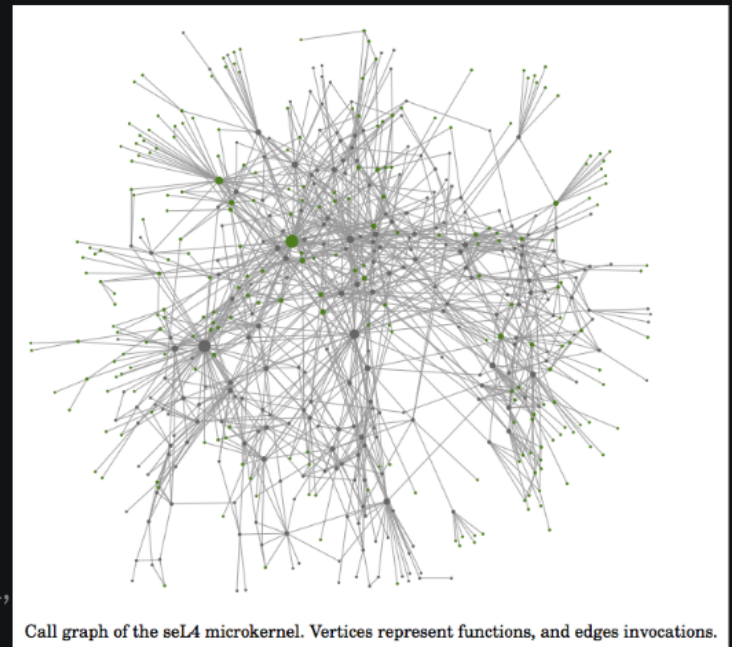 Call graph of the seL4 microkernel. Vertices represent functions, and edges invocations.